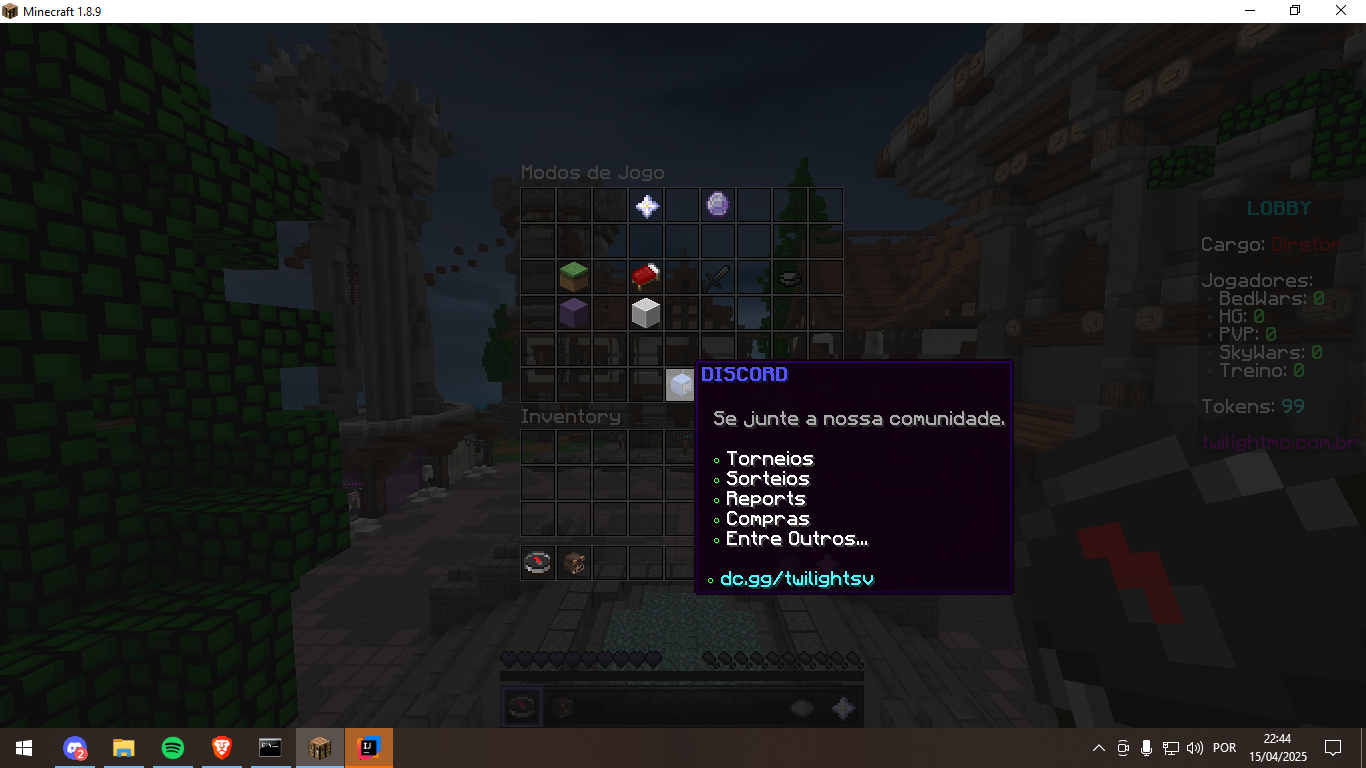 Minecraft 1.8.9
Modos de Jogo
LOBBY
Cargo: Diretor
Jogadores:
BedWars: 0
HG: 0
PVP: 0
SkyWars: 0
Treino: 0
Tokens: 99
twilightmc.com.br
Inventory
DISCORD
Se junte a nossa comunidade.
Torneios
Sorteios
Reports
Compras
Entre Outros...
dc.gg/twilightsv
2
IJ
POR
22:44
15/04/2025